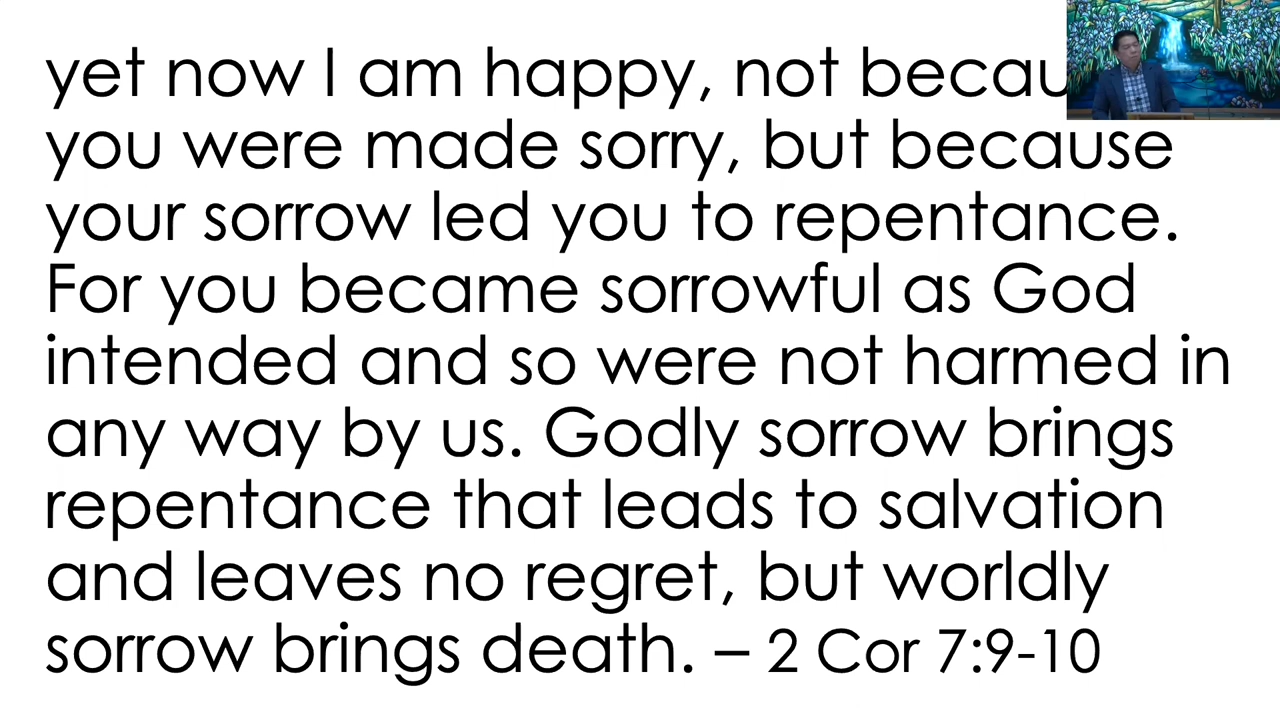 yet now I am happy, not becau
you were made sorry, but because
your sorrow led you to repentance.
For you became sorrowful as God
intended and so were not harmed in
any way by us. Godly sorrow brings
repentance that leads to salvation
and leaves no regret, but worldly
sorrow brings death. – 2 Cor 7:9-10